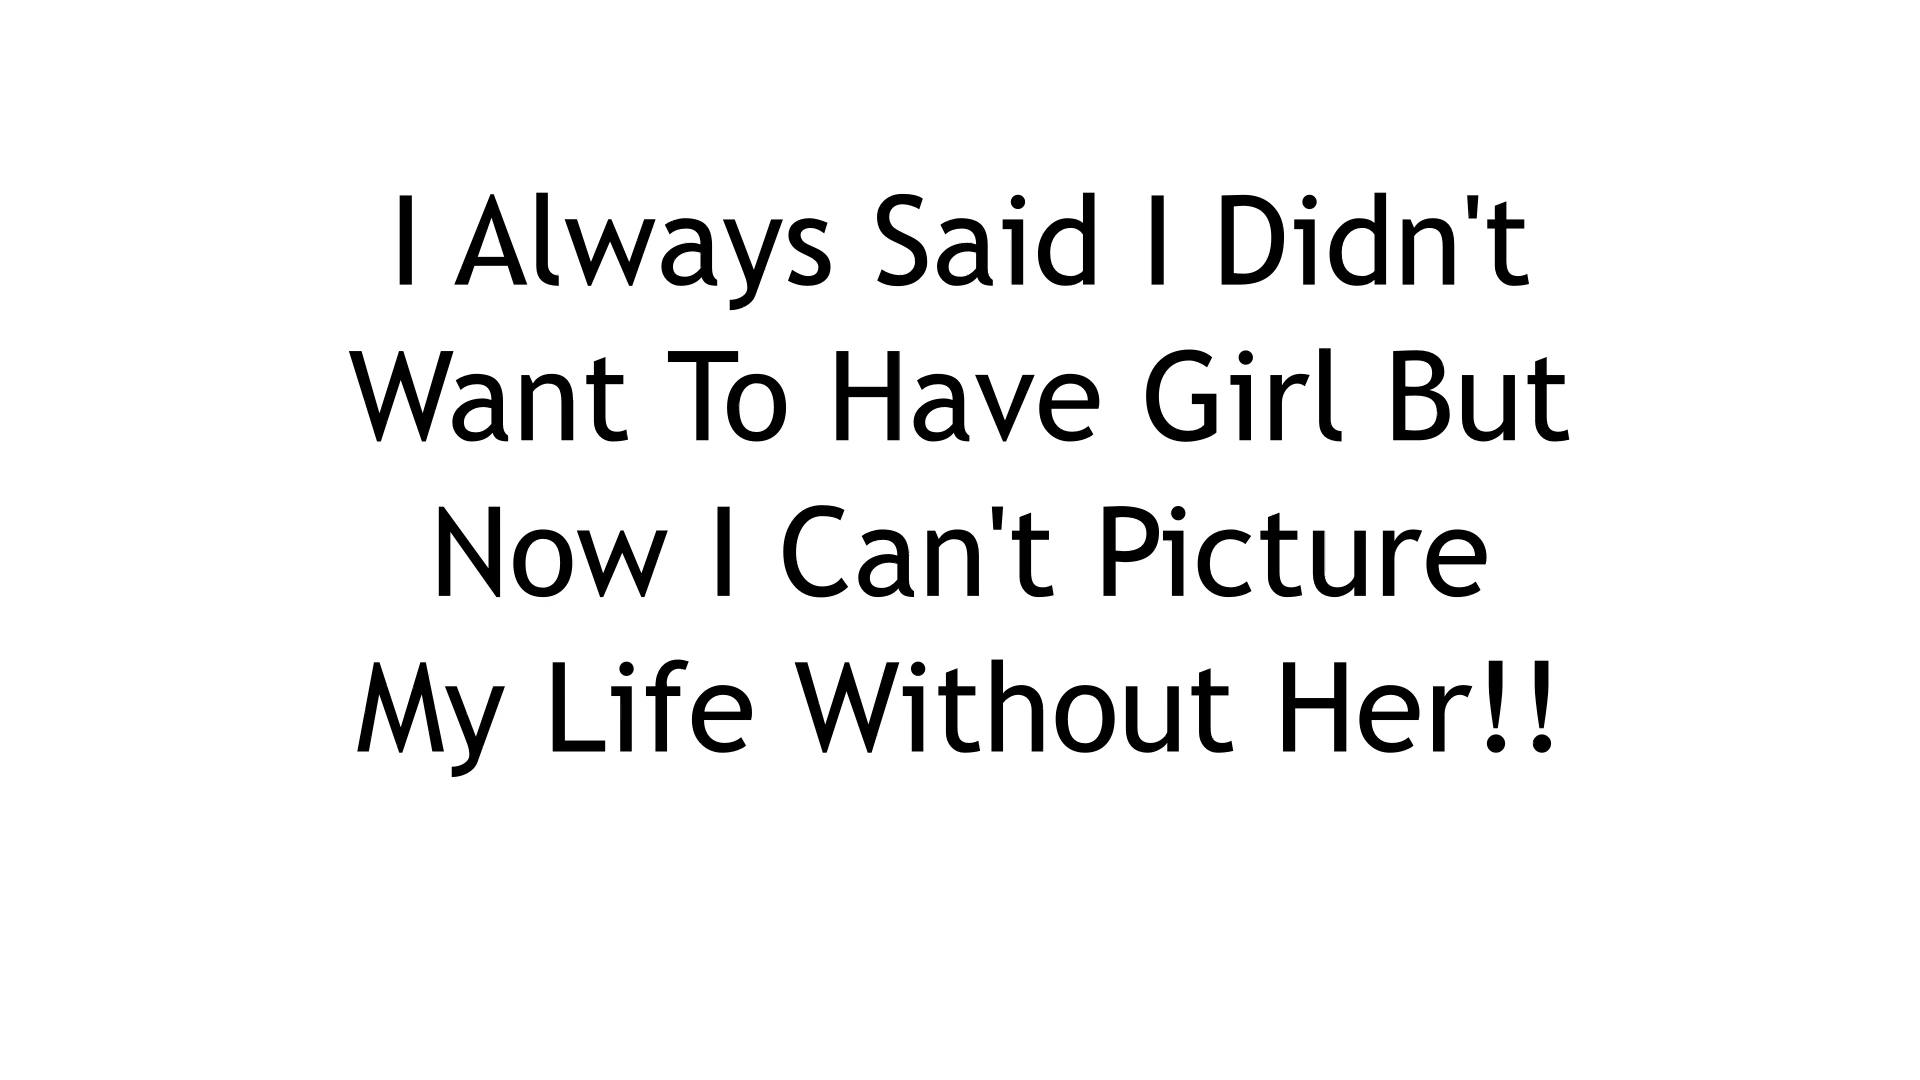 I Always Said I Didn't
Want To Have Girl But
Now I Can't Picture
My Life Without Her!!